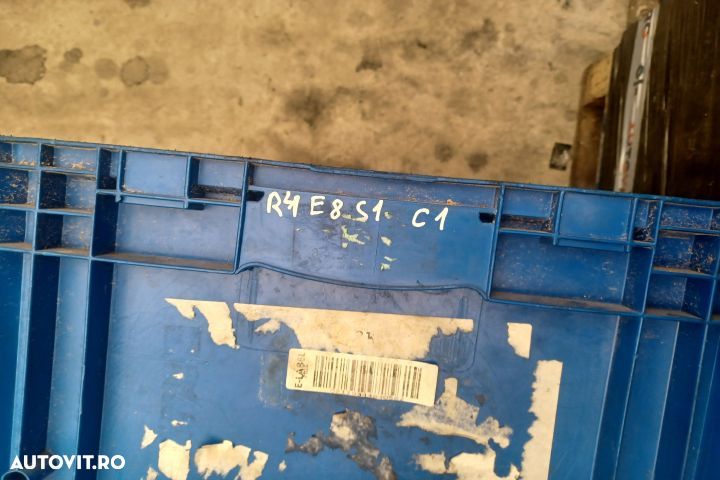 R4 E8 S1 C1
E-LABEL
AUTOVIT.RO